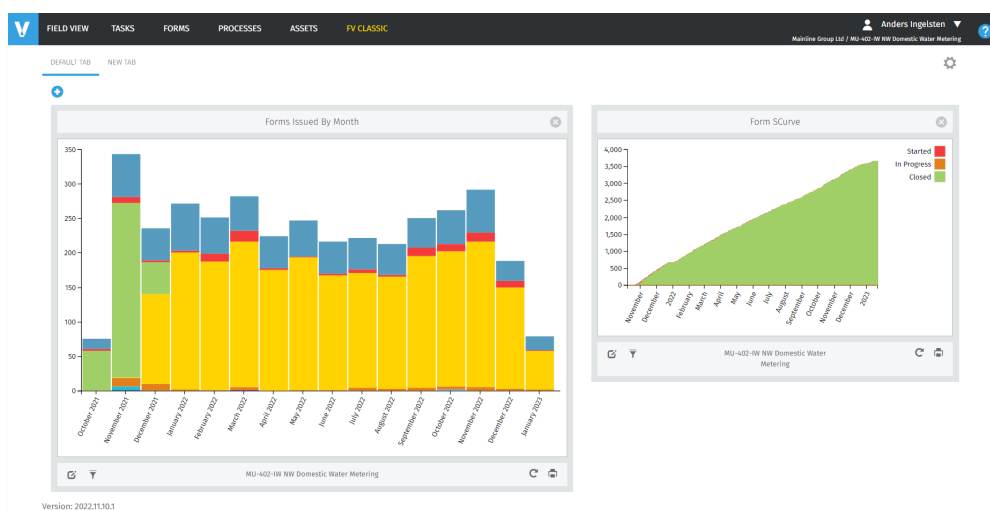 FIELD VIEW TASKS FORMS PROCESSES ASSETS FV CLASSIC
Anders Ingelsten ▼
Mainline Group Ltd / MU-402-IW NW Domestic Water Metering
?
DEFAULT TAB NEW TAB
Forms Issued By Month
350
300
250
200
150
100
50
0
October 2021
November 2021
December 2021
January 2022
February 2022
March 2022
April 2022
May 2022
June 2022
July 2022
August 2022
September 2022
October 2022
November 2022
December 2022
January 2023
MU-402-IW NW Domestic Water Metering
Form SCurve
4,000
3,500
3,000
2,500
2,000
1,500
1,000
500
0
Started
In Progress
Closed
November
December
2022
February
March
April
May
June
July
August
September
October
November
December
2023
MU-402-IW NW Domestic Water
Metering
Version: 2022.11.10.1